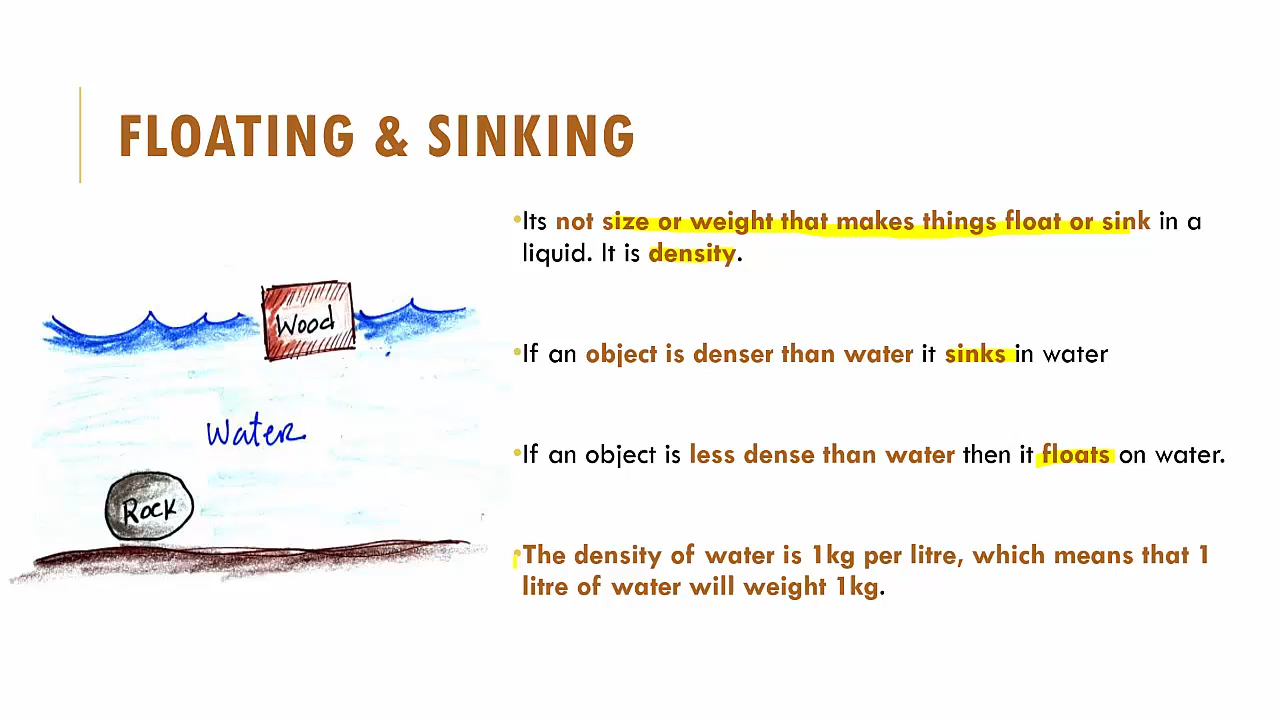 FLOATING & SINKING
•Its not size or weight that makes things float or sink in a
liquid. It is density.
Wood
•If an object is denser than water it sinks in water
Water
•If an object is less dense than water then it floats on water.
Rock
•The density of water is 1kg per litre, which means that 1
litre of water will weight 1kg.